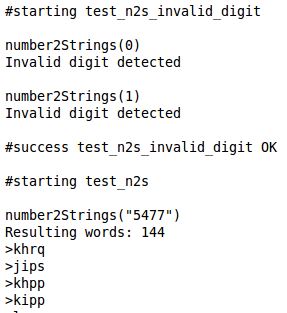 #starting test_n2s_invalid_digit
number2Strings(0)
Invalid digit detected
number2Strings(1)
Invalid digit detected
#success test_n2s_invalid_digit OK
#starting test_n2s
number2Strings("5477")
Resulting words: 144
>khrq
>jips
>khpp
>kipp